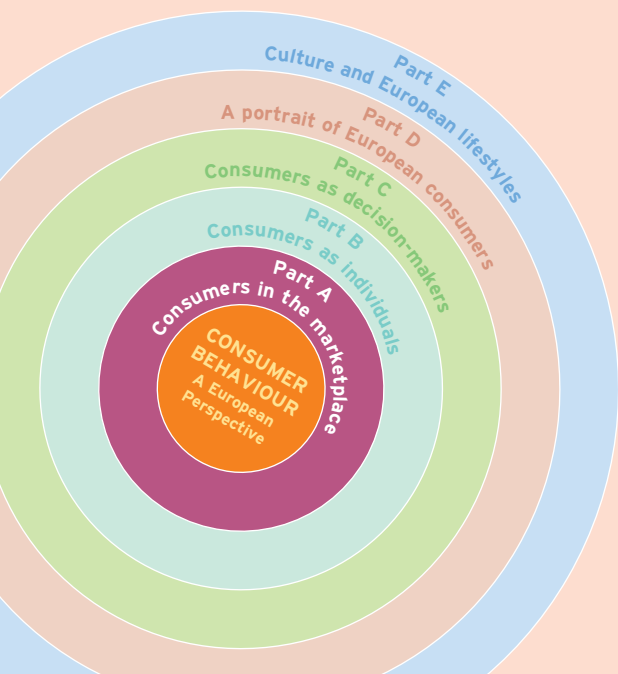 Part E
Culture and European lifestyles
Part D
A portrait of European consumers
Part C
Consumers as decision-makers
Part B
Consumers as individuals
Part A
Consumers in the marketplace
CONSUMER
BEHAVIOUR
A European
Perspective